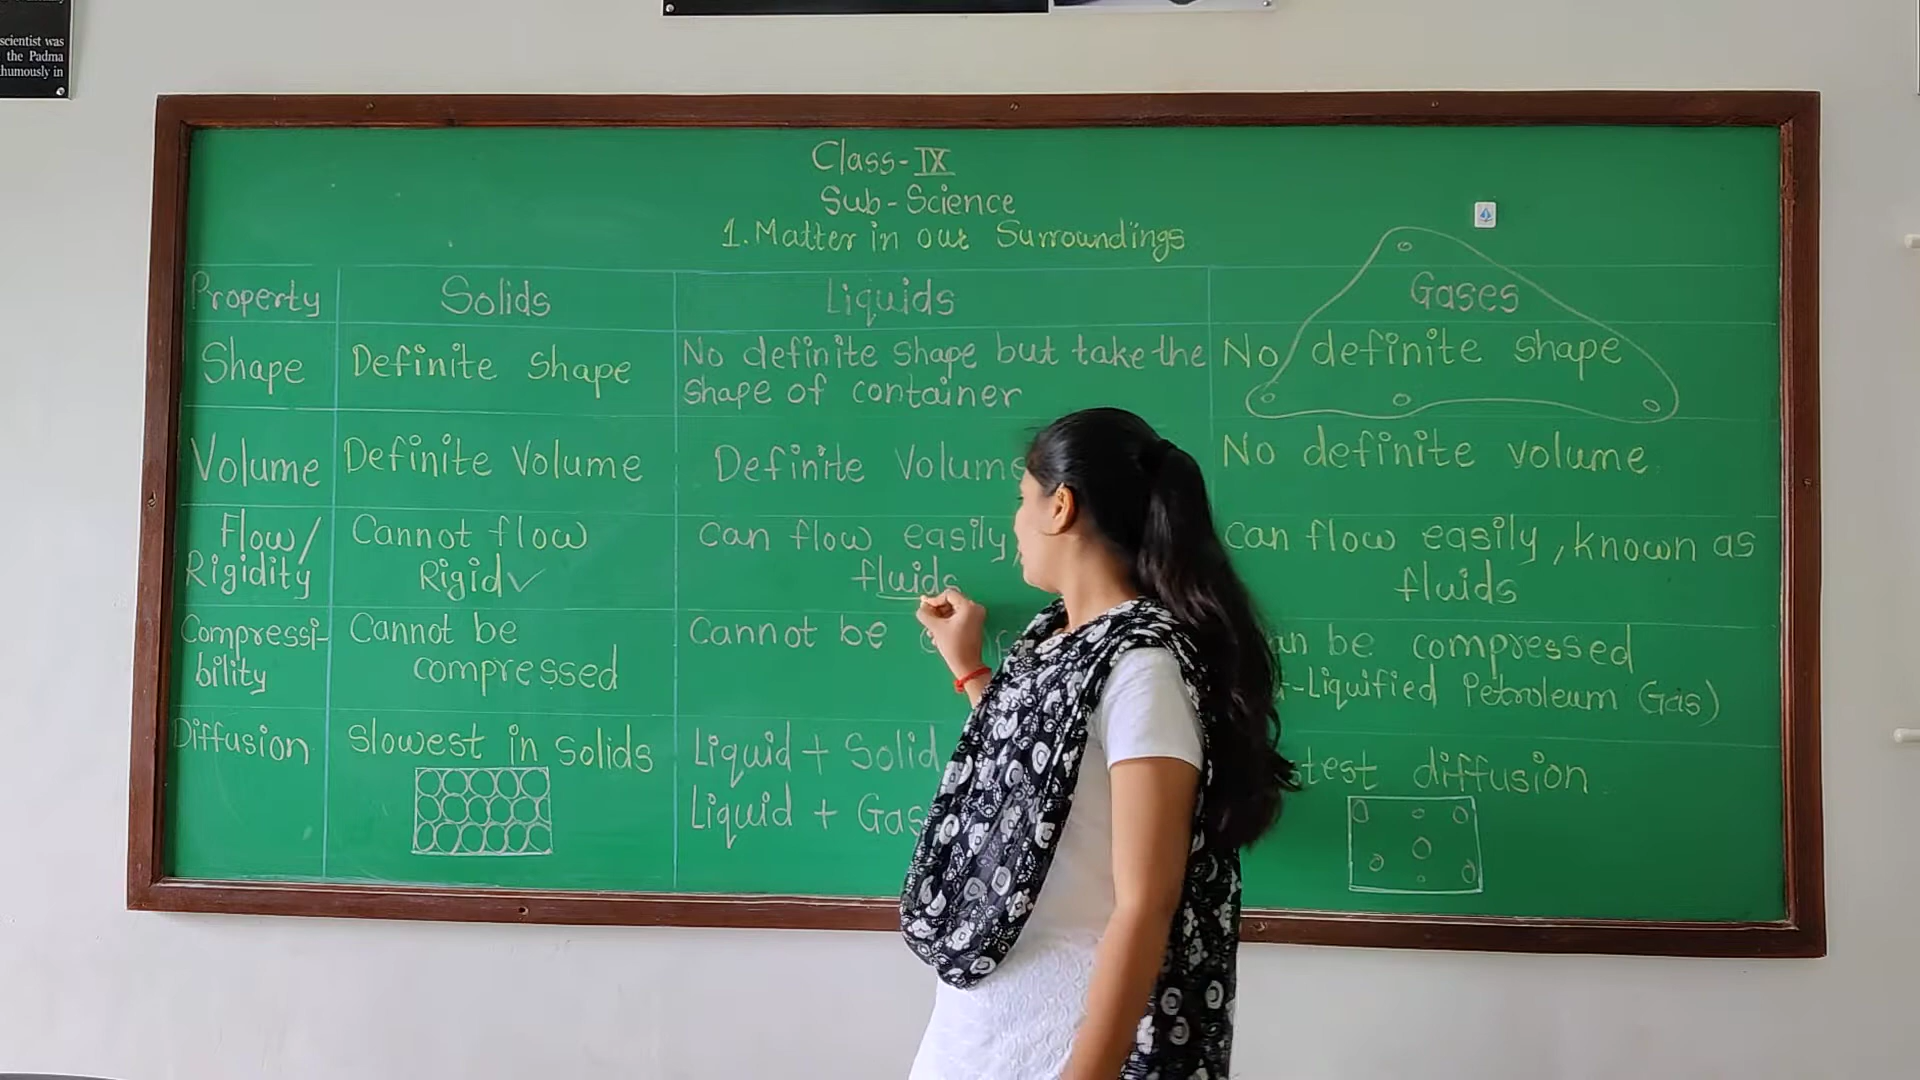 scientist was
the Padma
humously in
Class-IX
Sub-Science
1. Matter in our Surroundings
Property
Solids
Liquids
Gases
Shape
Definite shape
No definite shape but take the
shape of container
No definite shape
Volume
Definite Volume
Definite Volume
No definite volume
Flow/
Rigidity
Cannot flow
Rigid✓
Can flow easily
fluids
Can flow easily, known as
fluids
Compressi-
bility
Cannot be
compressed
Cannot be
an be compressed
-Liquified Petroleum Gas)
Diffusion
slowest in solids
Liquid + Solid
Liquid + Gas
test diffusion